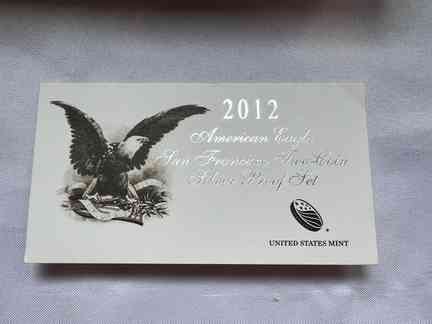 2012
American Eagle
San Francisco Two-Coin
Silver Proof Set
UNITED STATES MINT